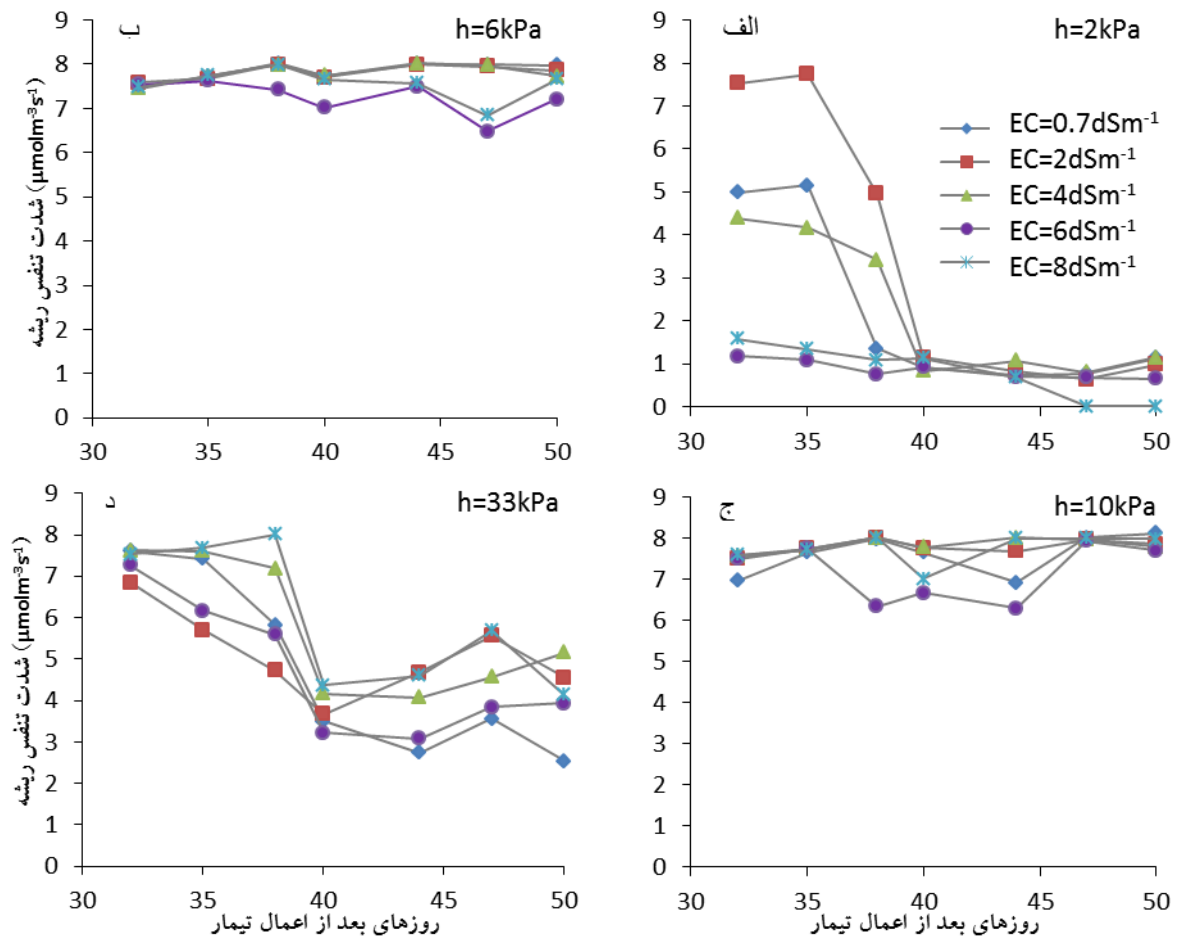 الف
h=2kPa
EC=0.7dSm⁻¹
EC=2dSm⁻¹
EC=4dSm⁻¹
EC=6dSm⁻¹
EC=8dSm⁻¹
9
8
7
6
5
4
3
2
1
0
30 35 40 45 50
ب
h=6kPa
شدت تنفس ریشه (μmolm⁻³s⁻¹)
9
8
7
6
5
4
3
2
1
0
30 35 40 45 50
ج
h=10kPa
9
8
7
6
5
4
3
2
1
0
30 35 40 45 50
روزهای بعد از اعمال تیمار
د
h=33kPa
شدت تنفس ریشه (μmolm⁻³s⁻¹)
9
8
7
6
5
4
3
2
1
0
30 35 40 45 50
روزهای بعد از اعمال تیمار